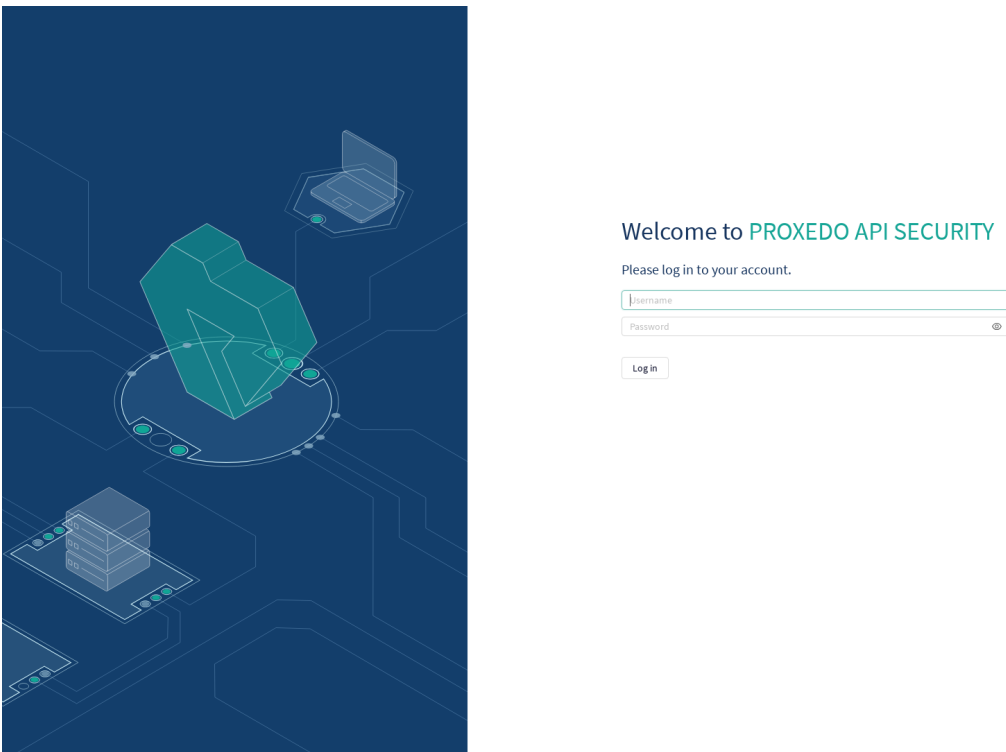 Welcome to PROXEDO API SECURITY
Please log in to your account.
Username
Password
Log in